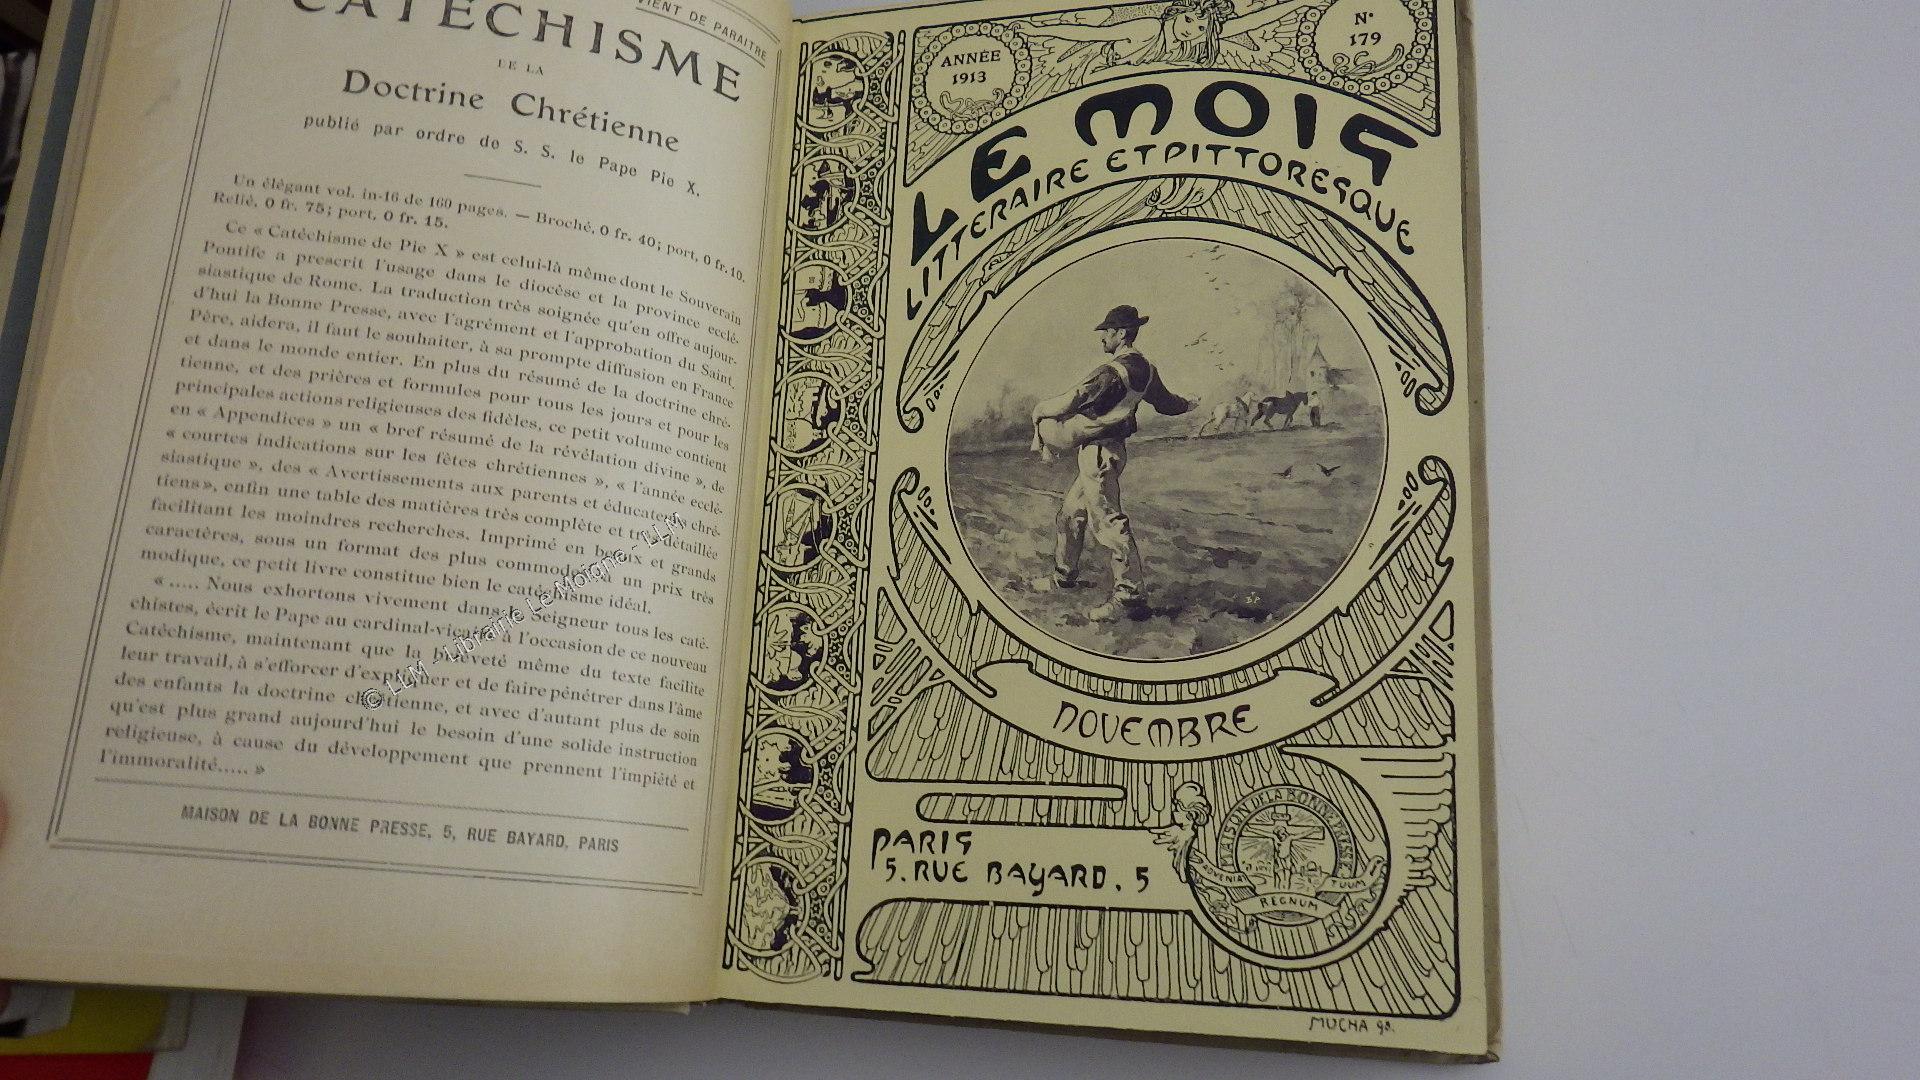 VIENT DE PARAITRE
CATÉCHISME
DE LA
Doctrine Chrétienne
publié par ordre de S. S. le Pape Pie X.
Un élégant vol. in-16 de 160 pages. — Broché, 0 fr. 40; port, 0 fr. 10.
Relié, 0 fr. 75; port, 0 fr. 15.
Ce « Catéchisme de Pie X » est celui-là même dont le Souverain
Pontife a prescrit l'usage dans le diocèse et la province ecclé-
siastique de Rome. La traduction très soignée qu'en offre aujour-
d'hui la Bonne Presse, avec l'agrément et l'approbation du Saint
Père, aidera, il faut le souhaiter, à sa prompte diffusion en France
et dans le monde entier. En plus du résumé de la doctrine chré-
tienne, et des prières et formules pour tous les jours et pour les
principales actions religieuses des fidèles, ce petit volume contient
en « Appendices » un « bref résumé de la révélation divine », de
« courtes indications sur les fêtes chrétiennes », « l'année ecclé-
siastique », des « Avertissements aux parents et éducateurs chré-
tiens», enfin une table des matières très complète et très détaillée
facilitant les moindres recherches. Imprimé en beaux et grands
caractères, sous un format des plus commodes, à un prix très
modique, ce petit livre constitue bien le catéchisme idéal.
« ..... Nous exhortons vivement dans le Seigneur tous les caté-
chistes, écrit le Pape au cardinal-vicaire à l'occasion de ce nouveau
Catéchisme, maintenant que la brièveté même du texte facilite
leur travail, à s'efforcer d'expliquer et de faire pénétrer dans l'âme
des enfants la doctrine chrétienne, et avec d'autant plus de soin
qu'est plus grand aujourd'hui le besoin d'une solide instruction
religieuse, à cause du développement que prennent l'impiété et
l'immoralité..... »
MAISON DE LA BONNE PRESSE, 5, RUE BAYARD, PARIS
© LLM - Librairie Le Moigne - LLM
ANNÉE
1913
N°
179
LE MOIS
LITTERAIRE ET PITTORESQUE
NOVEMBRE
PARIS
5. RUE BAYARD. 5
MAISON DE LA BONNE PRESSE
ADVENIAT
REGNUM
TUUM
MUCHA 98.